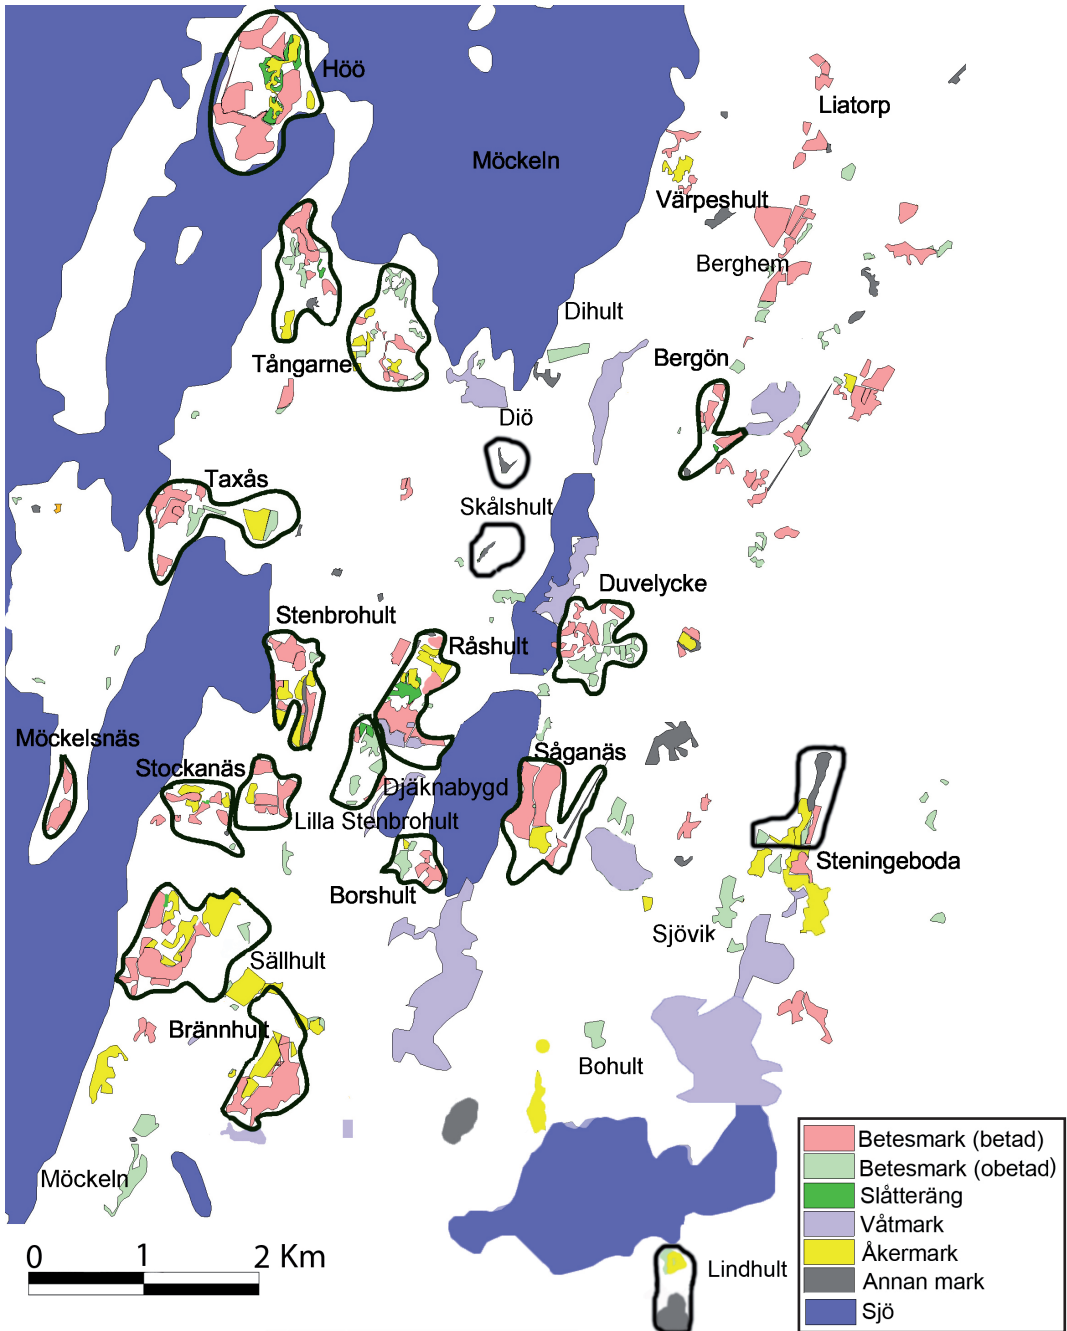 Höö
Liatorp
Möckeln
Värpeshult
Berghem
Dihult
Bergön
Tångarne
Diö
Taxås
Skålshult
Duvelycke
Stenbrohult
Råshult
Möckelsnäs
Såganäs
Stockanäs
Djäknabygd
Lilla Stenbrohult
Steningeboda
Borshult
Sjövik
Sällhult
Brännhult
Bohult
Möckeln
Lindhult
0 1 2 Km
Betesmark (betad)
Betesmark (obetad)
Slåtteräng
Våtmark
Åkermark
Annan mark
Sjö